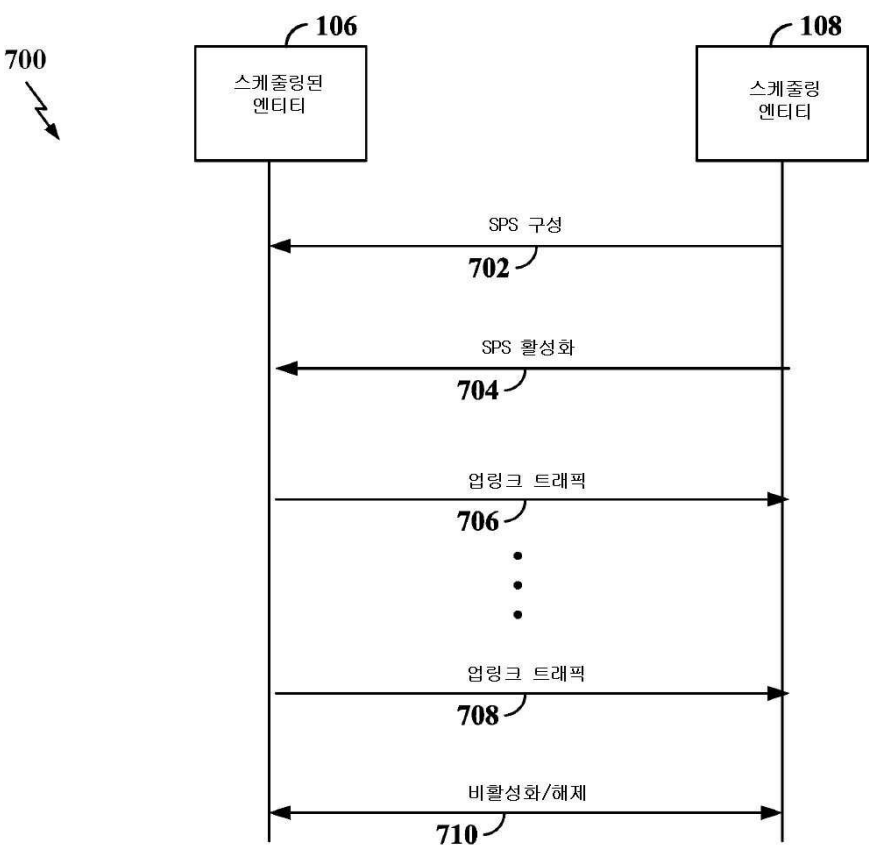 106
108
700
스케줄링된
엔티티
스케줄링
엔티티
SPS 구성
702
SPS 활성화
704
업링크 트래픽
706
업링크 트래픽
708
비활성화/해제
710